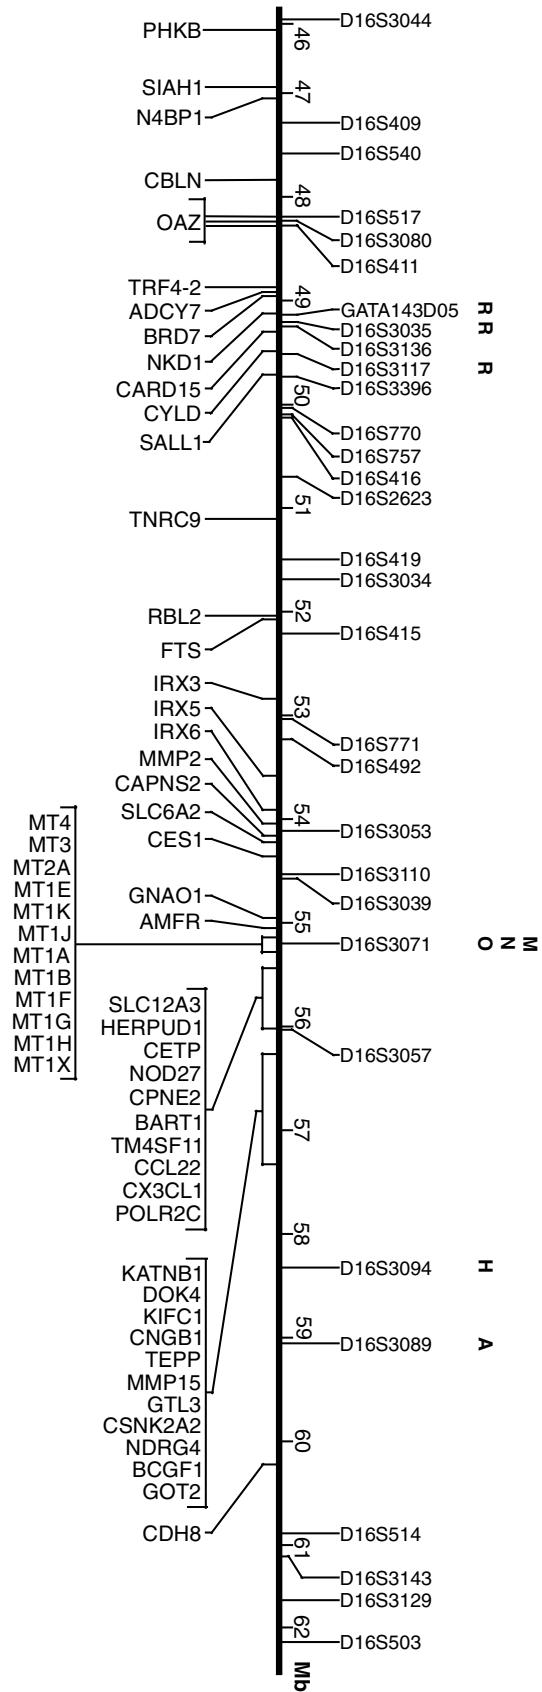 PHKB
SIAH1
N4BP1
CBLN
OAZ
TRF4-2
ADCY7
BRD7
NKD1
CARD15
CYLD
SALL1
TNRC9
RBL2
FTS
IRX3
IRX5
IRX6
MMP2
CAPNS2
SLC6A2
CES1
GNAO1
AMFR
MT4
MT3
MT2A
MT1E
MT1K
MT1J
MT1A
MT1B
MT1F
MT1G
MT1H
MT1X
SLC12A3
HERPUD1
CETP
NOD27
CPNE2
BART1
TM4SF11
CCL22
CX3CL1
POLR2C
KATNB1
DOK4
KIFC1
CNGB1
TEPP
MMP15
GTL3
CSNK2A2
NDRG4
BCGF1
GOT2
CDH8
46
47
48
49
50
51
52
53
54
55
56
57
58
59
60
61
62
Mb
D16S3044
D16S409
D16S540
D16S517
D16S3080
D16S411
GATA143D05 R
D16S3035 R R
D16S3136
D16S3117 R
D16S3396
D16S770
D16S757
D16S416
D16S2623
D16S419
D16S3034
D16S415
D16S771
D16S492
D16S3053
D16S3110
D16S3039
D16S3071 O N M
D16S3057
D16S3094 H
D16S3089 A
D16S514
D16S3143
D16S3129
D16S503